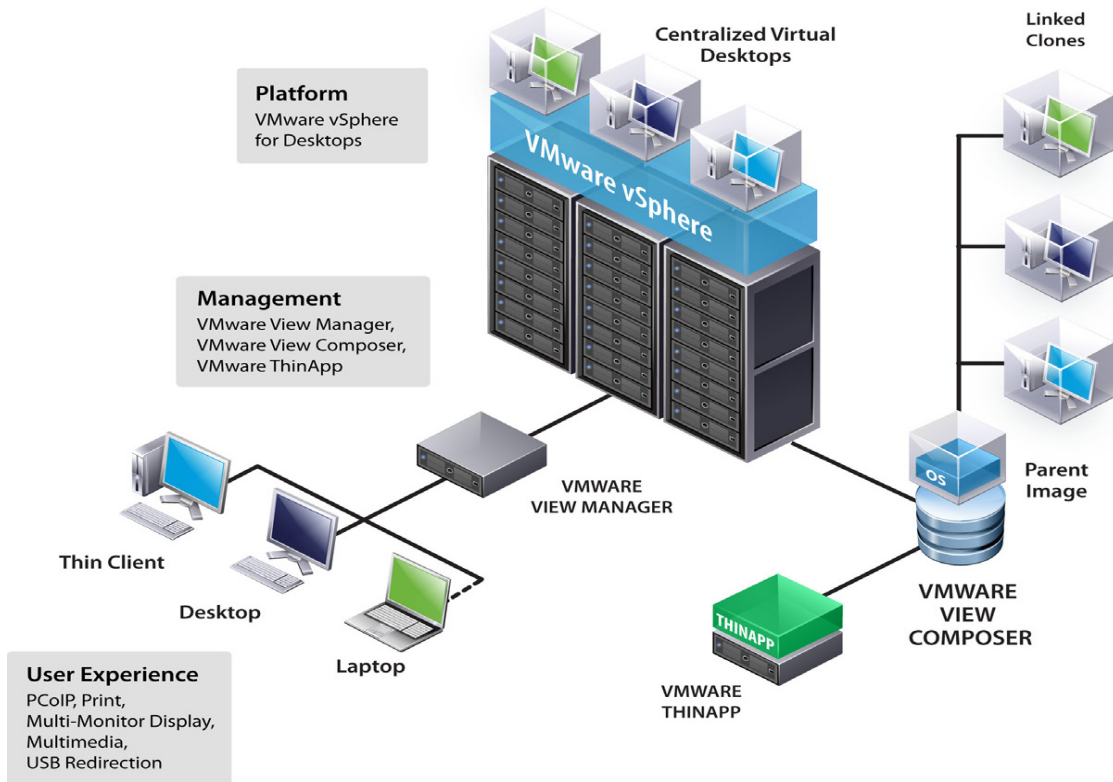 Centralized Virtual
Desktops
Linked
Clones
Platform
VMware vSphere
for Desktops
VMware vSphere
Management
VMware View Manager,
VMware View Composer,
VMware ThinApp
VMWARE
VIEW MANAGER
OS
Parent
Image
Thin Client
Desktop
Laptop
VMWARE
VIEW
COMPOSER
THINAPP
VMWARE
THINAPP
User Experience
PCoIP, Print,
Multi-Monitor Display,
Multimedia,
USB Redirection